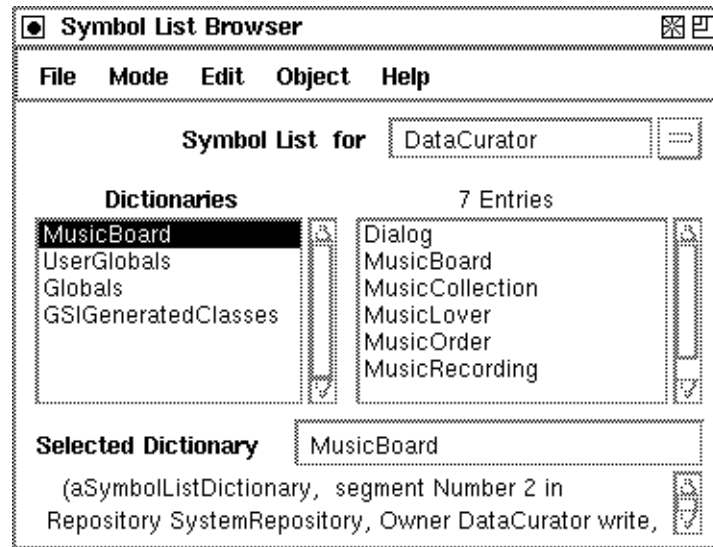 Symbol List Browser
File Mode Edit Object Help
Symbol List for DataCurator
Dictionaries
MusicBoard
UserGlobals
Globals
GSIGeneratedClasses
7 Entries
Dialog
MusicBoard
MusicCollection
MusicLover
MusicOrder
MusicRecording
Selected Dictionary MusicBoard
(aSymbolListDictionary, segment Number 2 in
Repository SystemRepository, Owner DataCurator write,